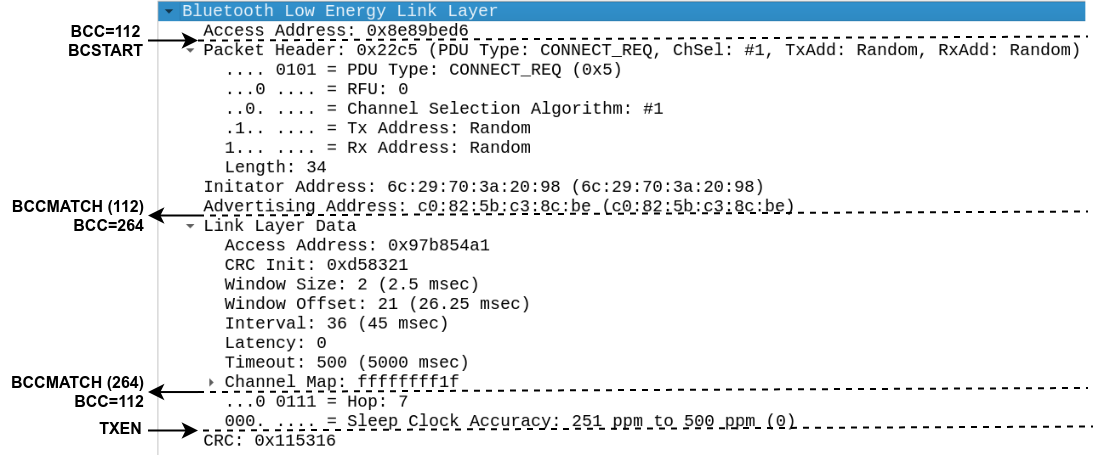 Bluetooth Low Energy Link Layer
Access Address: 0x8e89bed6
BCC=112
BCSTART
Packet Header: 0x22c5 (PDU Type: CONNECT_REQ, ChSel: #1, TxAdd: Random, RxAdd: Random)
.... 0101 = PDU Type: CONNECT_REQ (0x5)
...0 .... = RFU: 0
..0. .... = Channel Selection Algorithm: #1
.1.. .... = Tx Address: Random
1... .... = Rx Address: Random
Length: 34
Initator Address: 6c:29:70:3a:20:98 (6c:29:70:3a:20:98)
Advertising Address: c0:82:5b:c3:8c:be (c0:82:5b:c3:8c:be)
BCCMATCH (112)
BCC=264
Link Layer Data
Access Address: 0x97b854a1
CRC Init: 0xd58321
Window Size: 2 (2.5 msec)
Window Offset: 21 (26.25 msec)
Interval: 36 (45 msec)
Latency: 0
Timeout: 500 (5000 msec)
Channel Map: ffffffff1f
BCCMATCH (264)
BCC=112
...0 0111 = Hop: 7
000. .... = Sleep Clock Accuracy: 251 ppm to 500 ppm (0)
TXEN
CRC: 0x115316